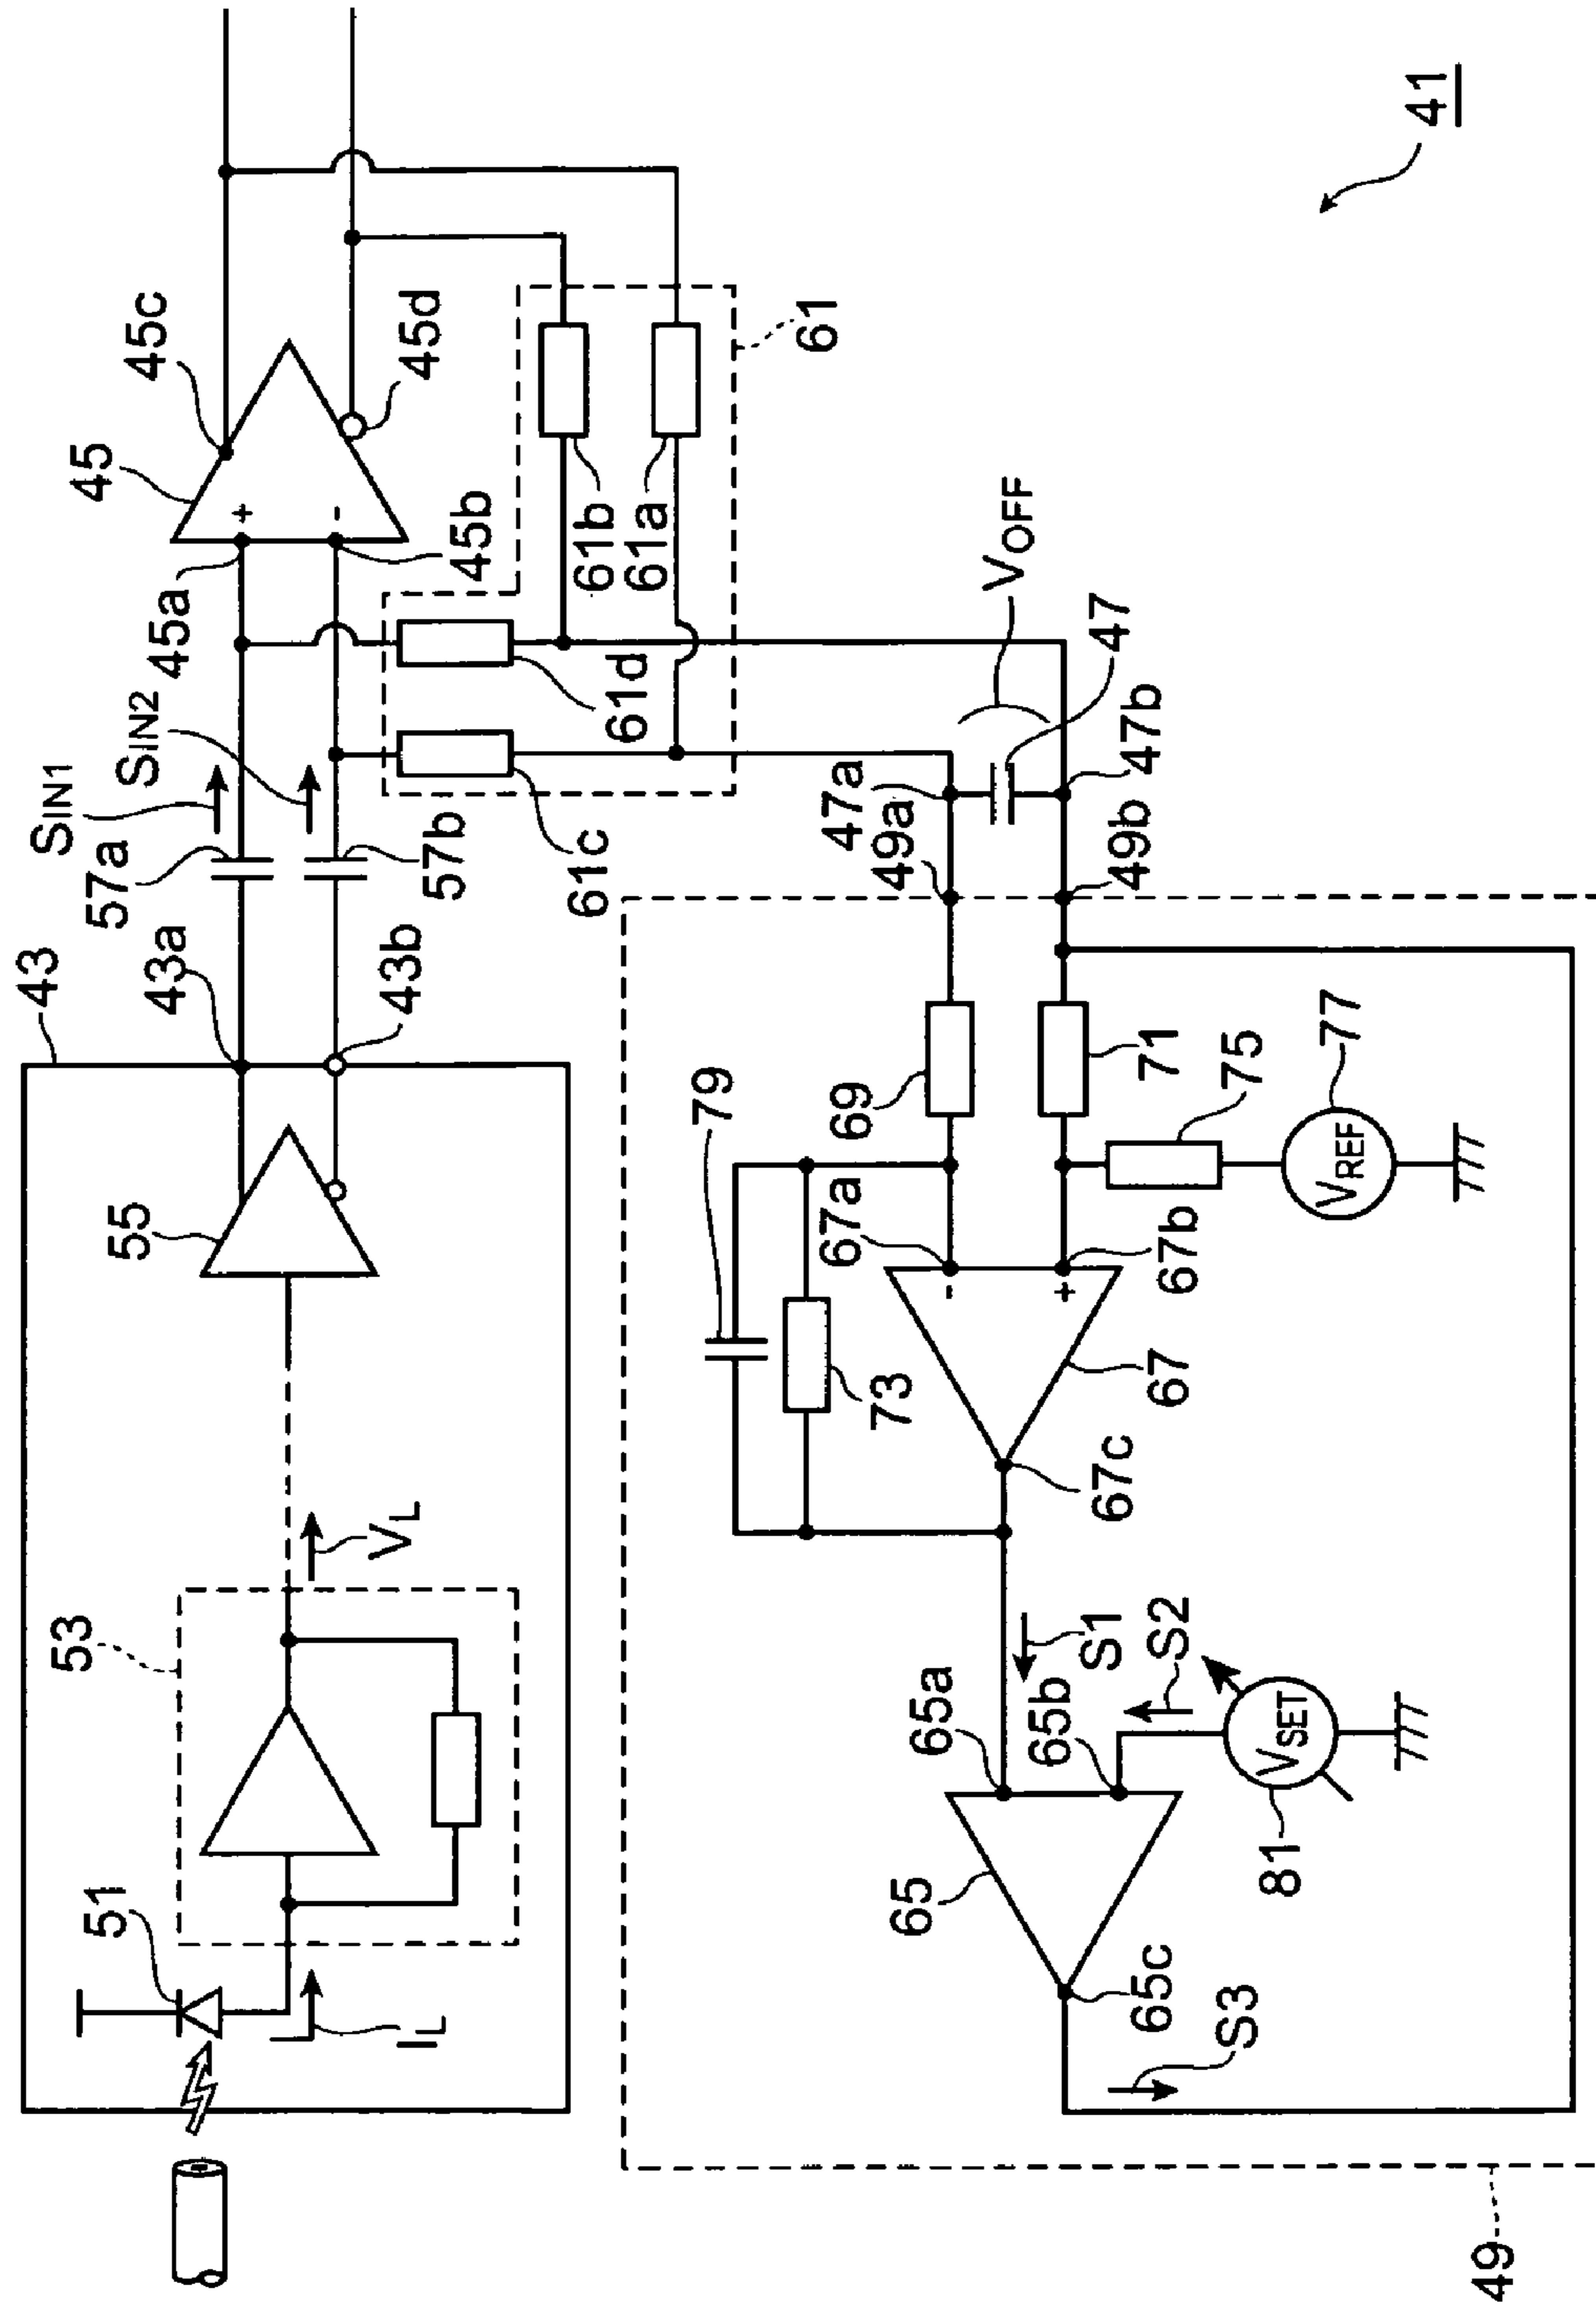 43
51
53
55
IL
VL
43a
43b
57a
57b
SIN1
SIN2
45
45a
45b
45c
45d
61
61a
61b
61c
61d
VOFF
47
47a
47b
41
49
49a
49b
69
71
75
77
VREF
79
73
67
67a
67b
67c
-
+
+
-
S1
S2
S3
65
65a
65b
65c
VSET
81